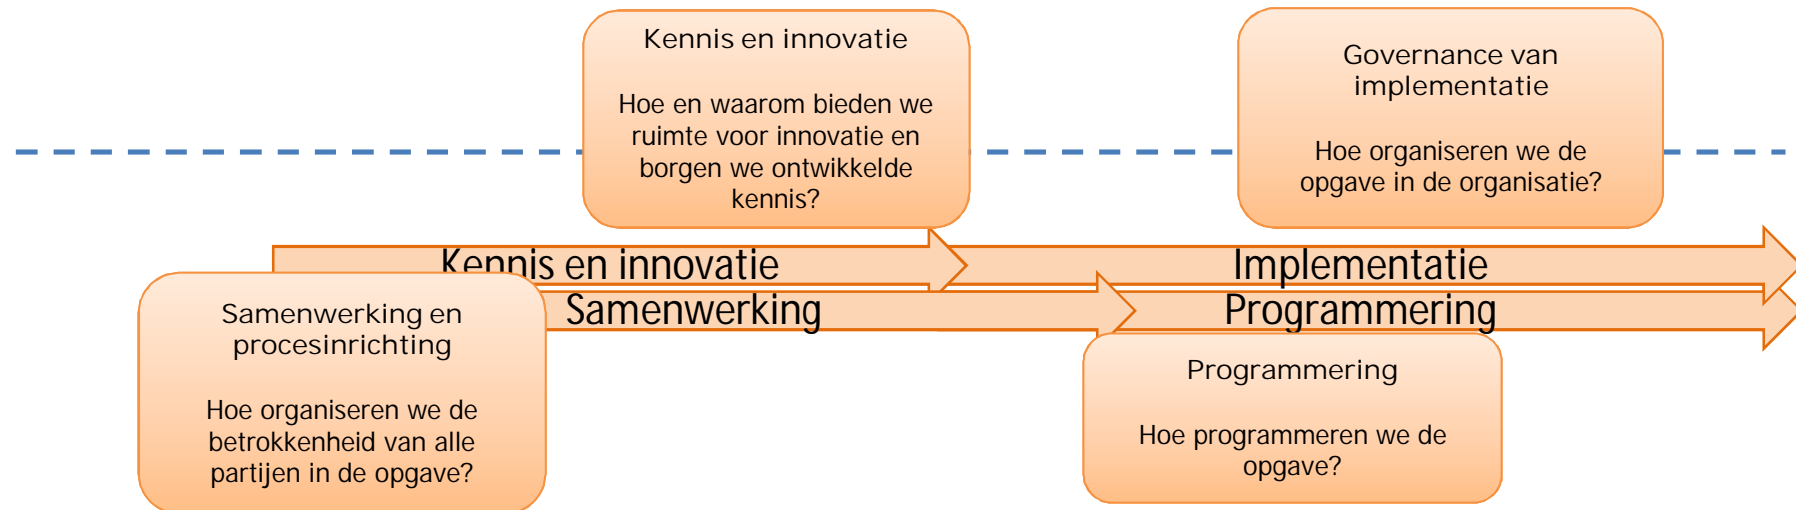 Kennis en innovatie
Hoe en waarom bieden we
ruimte voor innovatie en
borgen we ontwikkelde
kennis?
Governance van
implementatie
Hoe organiseren we de
opgave in de organisatie?
Kennis en innovatie
Implementatie
Samenwerking
Programmering
Samenwerking en
procesinrichting
Hoe organiseren we de
betrokkenheid van alle
partijen in de opgave?
Programmering
Hoe programmeren we de
opgave?